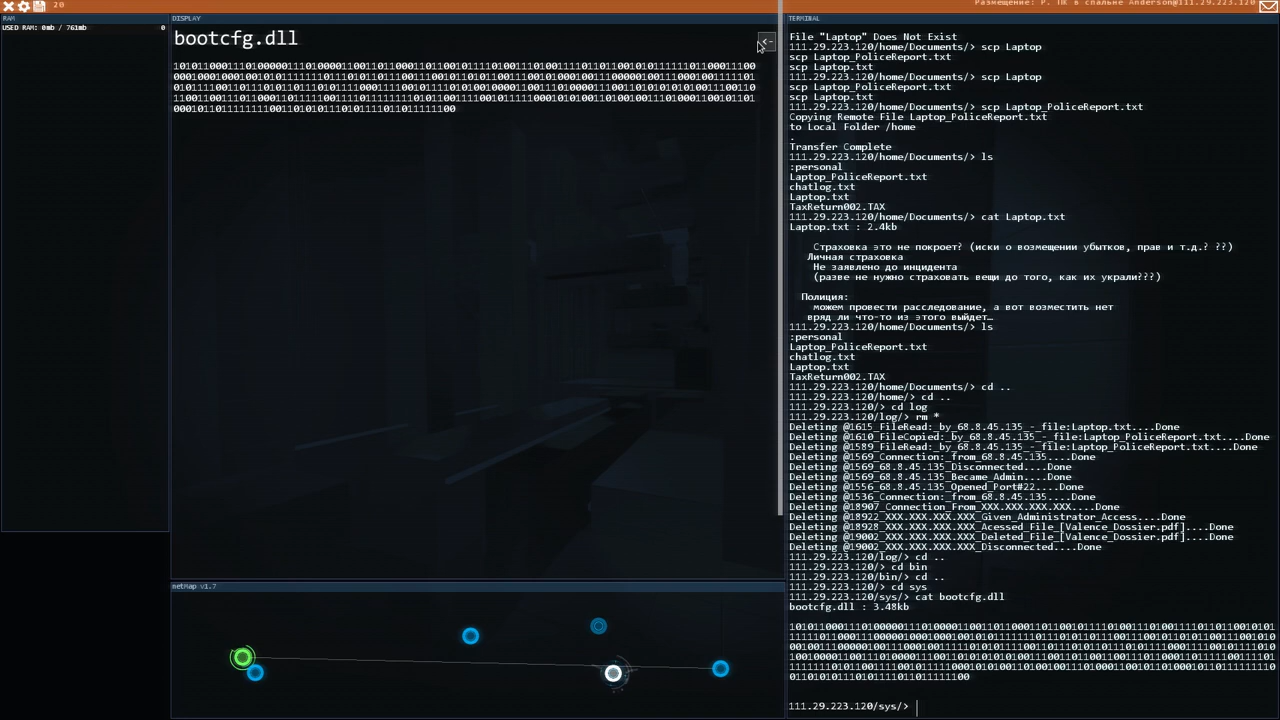 20
Размещение: Р. ПК в спальне Anderson@111.29.223.120
RAM
USED RAM: 0mb / 761mb 0
DISPLAY
bootcfg.dll
<-
netMap v1.7
TERMINAL
File "Laptop" Does Not Exist
111.29.223.120/home/Documents/> scp Laptop
scp Laptop_PoliceReport.txt
scp Laptop.txt
111.29.223.120/home/Documents/> scp Laptop
scp Laptop_PoliceReport.txt
scp Laptop.txt
111.29.223.120/home/Documents/> scp Laptop_PoliceReport.txt
Copying Remote File Laptop_PoliceReport.txt
to Local Folder /home
.
Transfer Complete
111.29.223.120/home/Documents/> ls
:personal
Laptop_PoliceReport.txt
chatlog.txt
Laptop.txt
TaxReturn002.TAX
111.29.223.120/home/Documents/> cat Laptop.txt
Laptop.txt : 2.4kb
Страховка это не покроет? (иски о возмещении убытков, прав и т.д.? ??)
Личная страховка
Не заявлено до инцидента
(разве не нужно страховать вещи до того, как их украли???)
Полиция:
можем провести расследование, а вот возместить нет
вряд ли что-то из этого выйдет…
111.29.223.120/home/Documents/> ls
:personal
Laptop_PoliceReport.txt
chatlog.txt
Laptop.txt
TaxReturn002.TAX
111.29.223.120/home/Documents/> cd ..
111.29.223.120/home/> cd ..
111.29.223.120/> cd log
111.29.223.120/log/> rm *
Deleting @1615_FileRead:_by_68.8.45.135_-_file:Laptop.txt....Done
Deleting @1610_FileCopied:_by_68.8.45.135_-_file:Laptop_PoliceReport.txt....Done
Deleting @1589_FileRead:_by_68.8.45.135_-_file:Laptop_PoliceReport.txt....Done
Deleting @1569_Connection:_from_68.8.45.135....Done
Deleting @1569_68.8.45.135_Disconnected....Done
Deleting @1569_68.8.45.135_Became_Admin....Done
Deleting @1556_68.8.45.135_Opened_Port#22....Done
Deleting @1536_Connection:_from_68.8.45.135....Done
Deleting @18907_Connection_From_XXX.XXX.XXX.XXX....Done
Deleting @18922_XXX.XXX.XXX.XXX_Given_Administrator_Access....Done
Deleting @18928_XXX.XXX.XXX.XXX_Acessed_File_[Valence_Dossier.pdf]....Done
Deleting @19002_XXX.XXX.XXX.XXX_Deleted_File_[Valence_Dossier.pdf]....Done
Deleting @19002_XXX.XXX.XXX.XXX_Disconnected....Done
111.29.223.120/log/> cd ..
111.29.223.120/> cd bin
111.29.223.120/bin/> cd ..
111.29.223.120/> cd sys
111.29.223.120/sys/> cat bootcfg.dll
bootcfg.dll : 3.48kb
111.29.223.120/sys/>